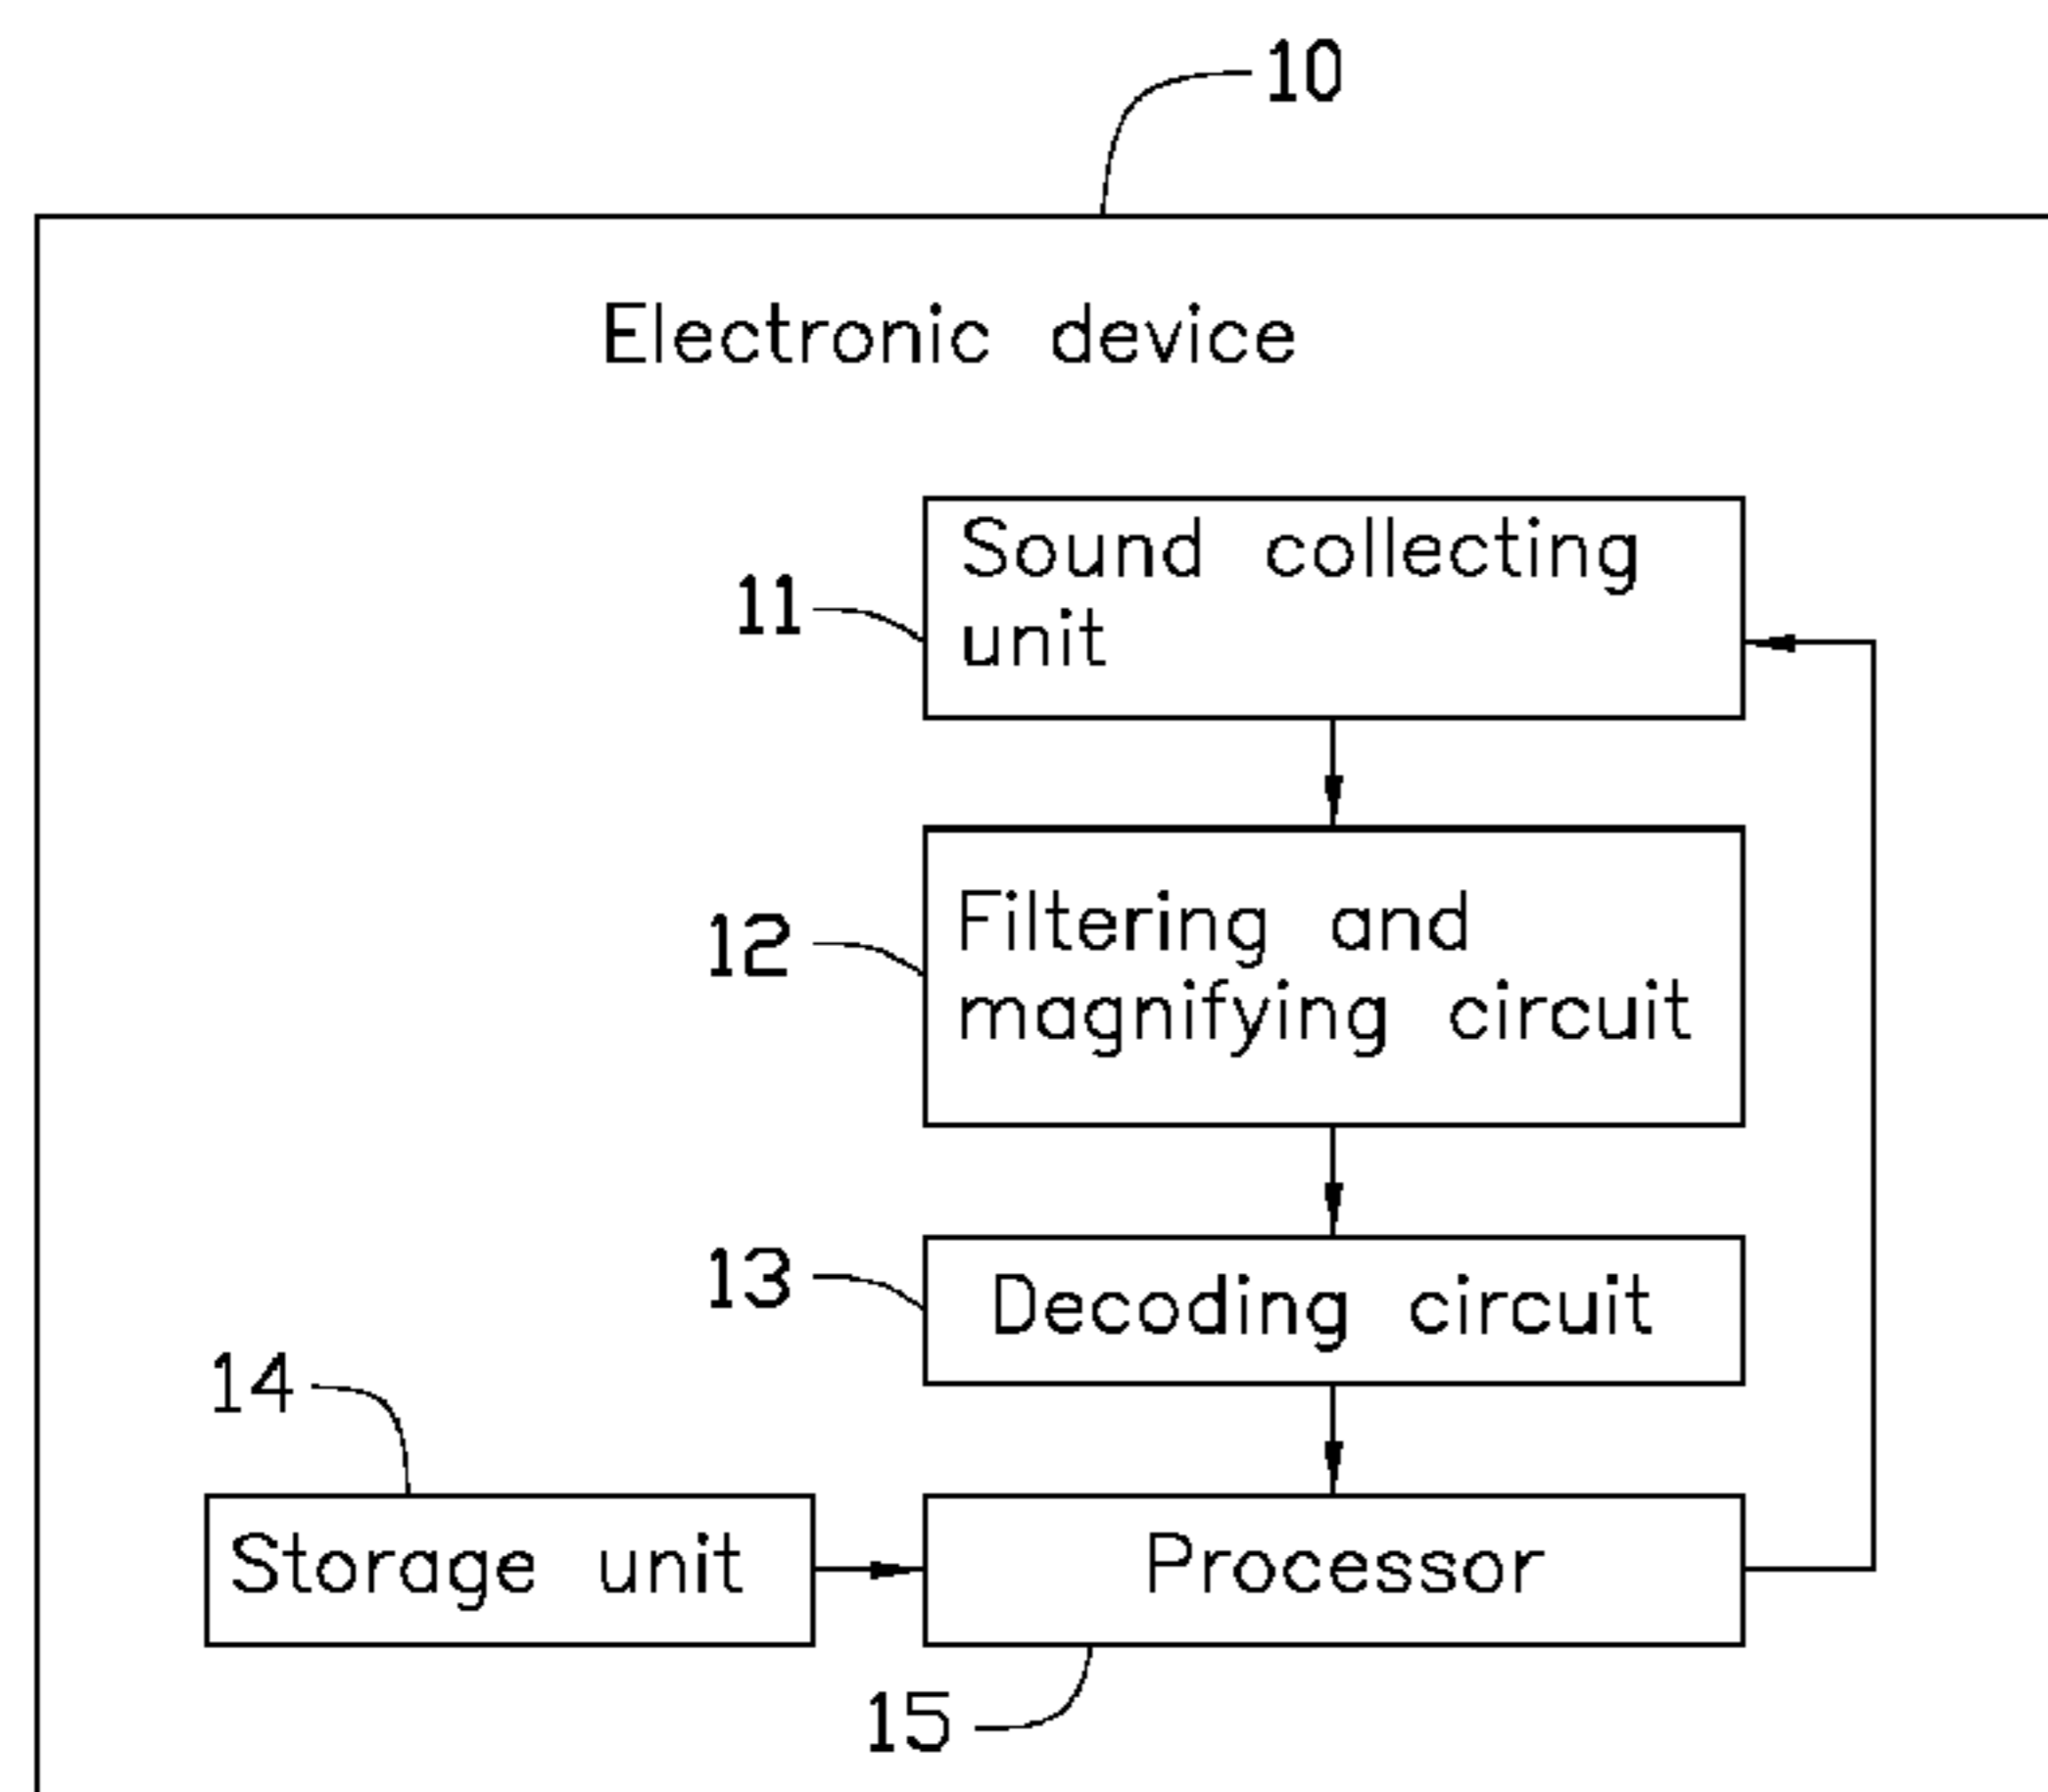 10
Electronic device
11
Sound collecting
unit
12
Filtering and
magnifying circuit
13
Decoding circuit
14
Storage unit
Processor
15